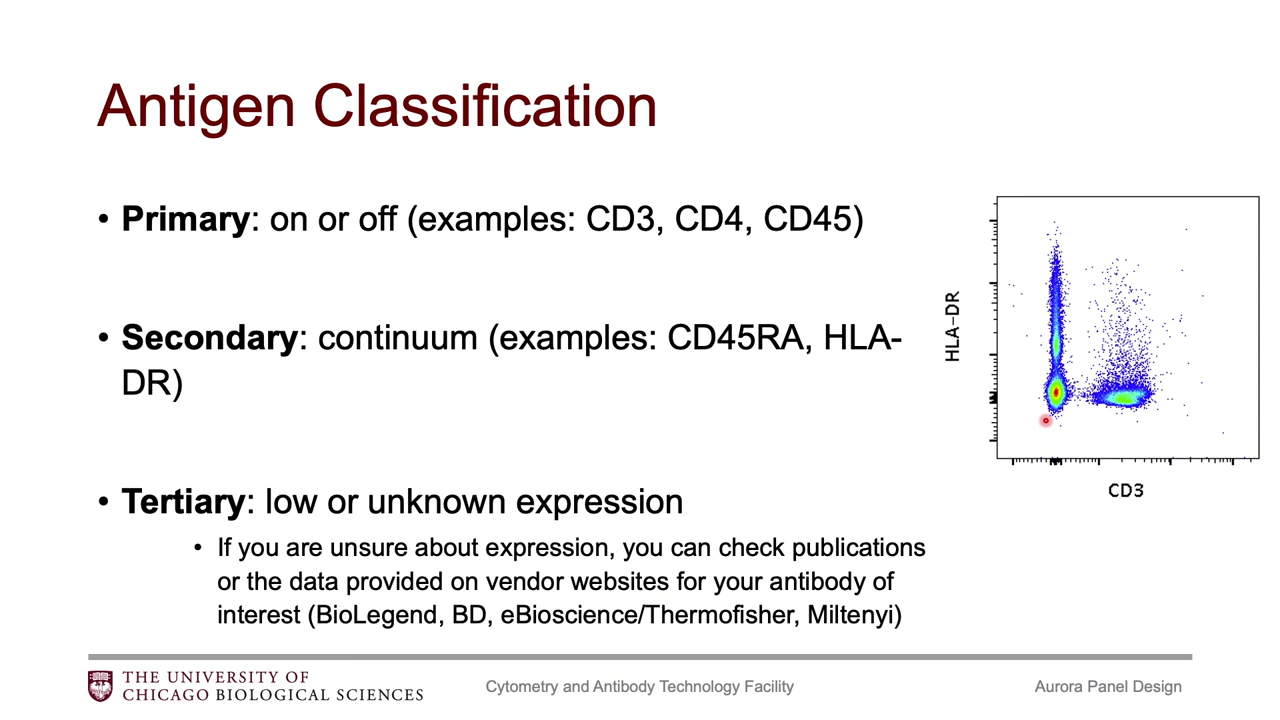 Antigen Classification
• Primary: on or off (examples: CD3, CD4, CD45)
• Secondary: continuum (examples: CD45RA, HLA-
DR)
• Tertiary: low or unknown expression
• If you are unsure about expression, you can check publications
or the data provided on vendor websites for your antibody of
interest (BioLegend, BD, eBioscience/Thermofisher, Miltenyi)
HLA-DR
CD3
THE UNIVERSITY OF
CHICAGO BIOLOGICAL SCIENCES
Cytometry and Antibody Technology Facility
Aurora Panel Design